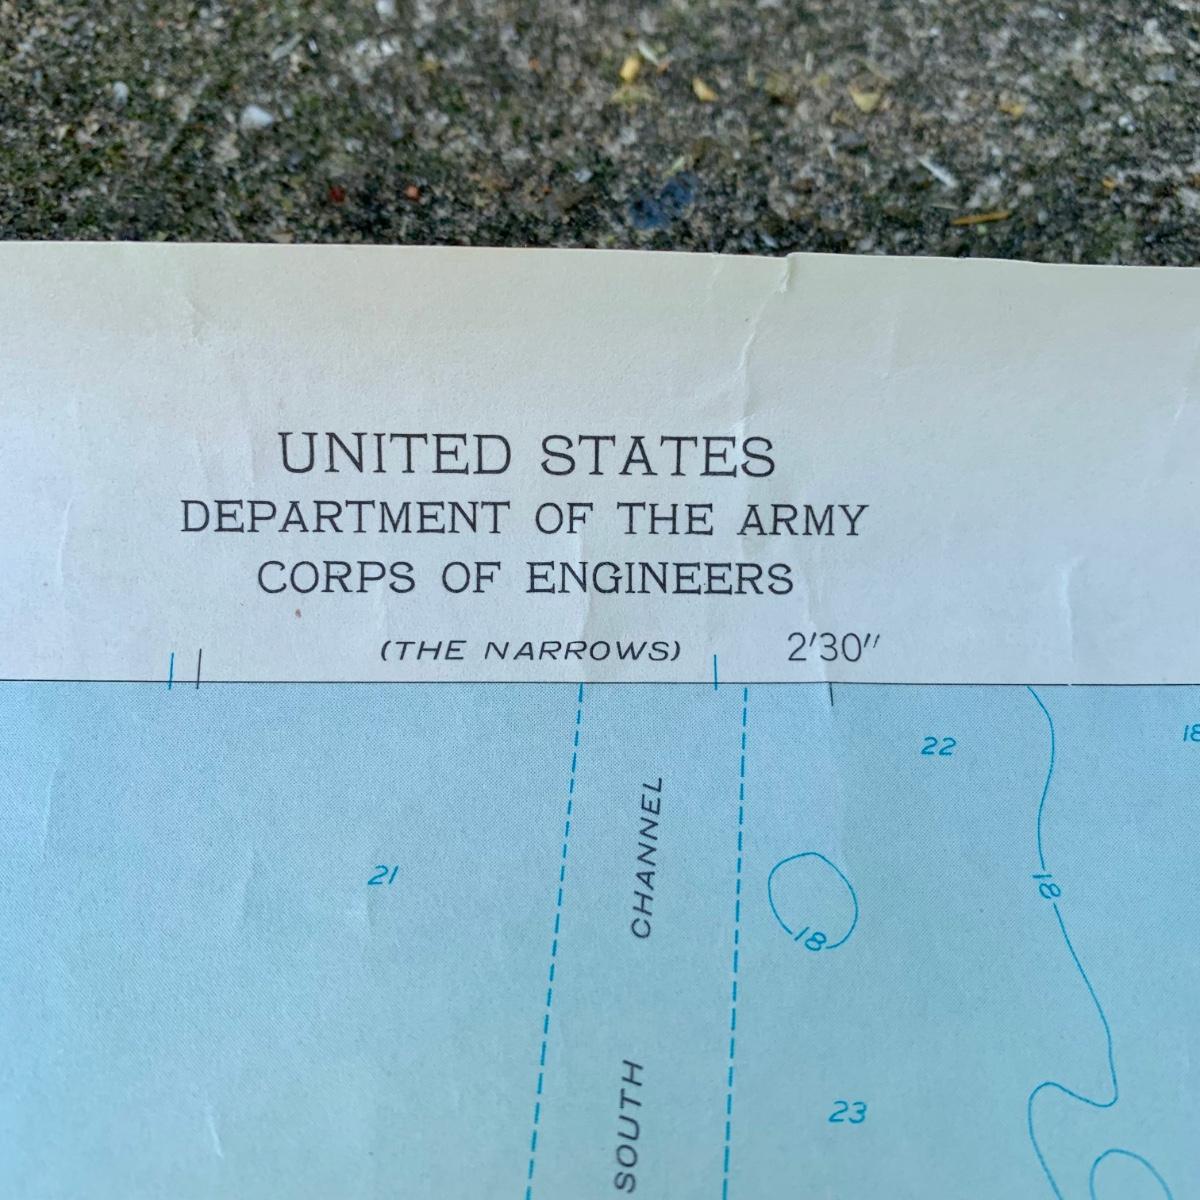 UNITED STATES
DEPARTMENT OF THE ARMY
CORPS OF ENGINEERS
(THE NARROWS) 2'30"
22
18
CHANNEL
21
18
18
SOUTH
23